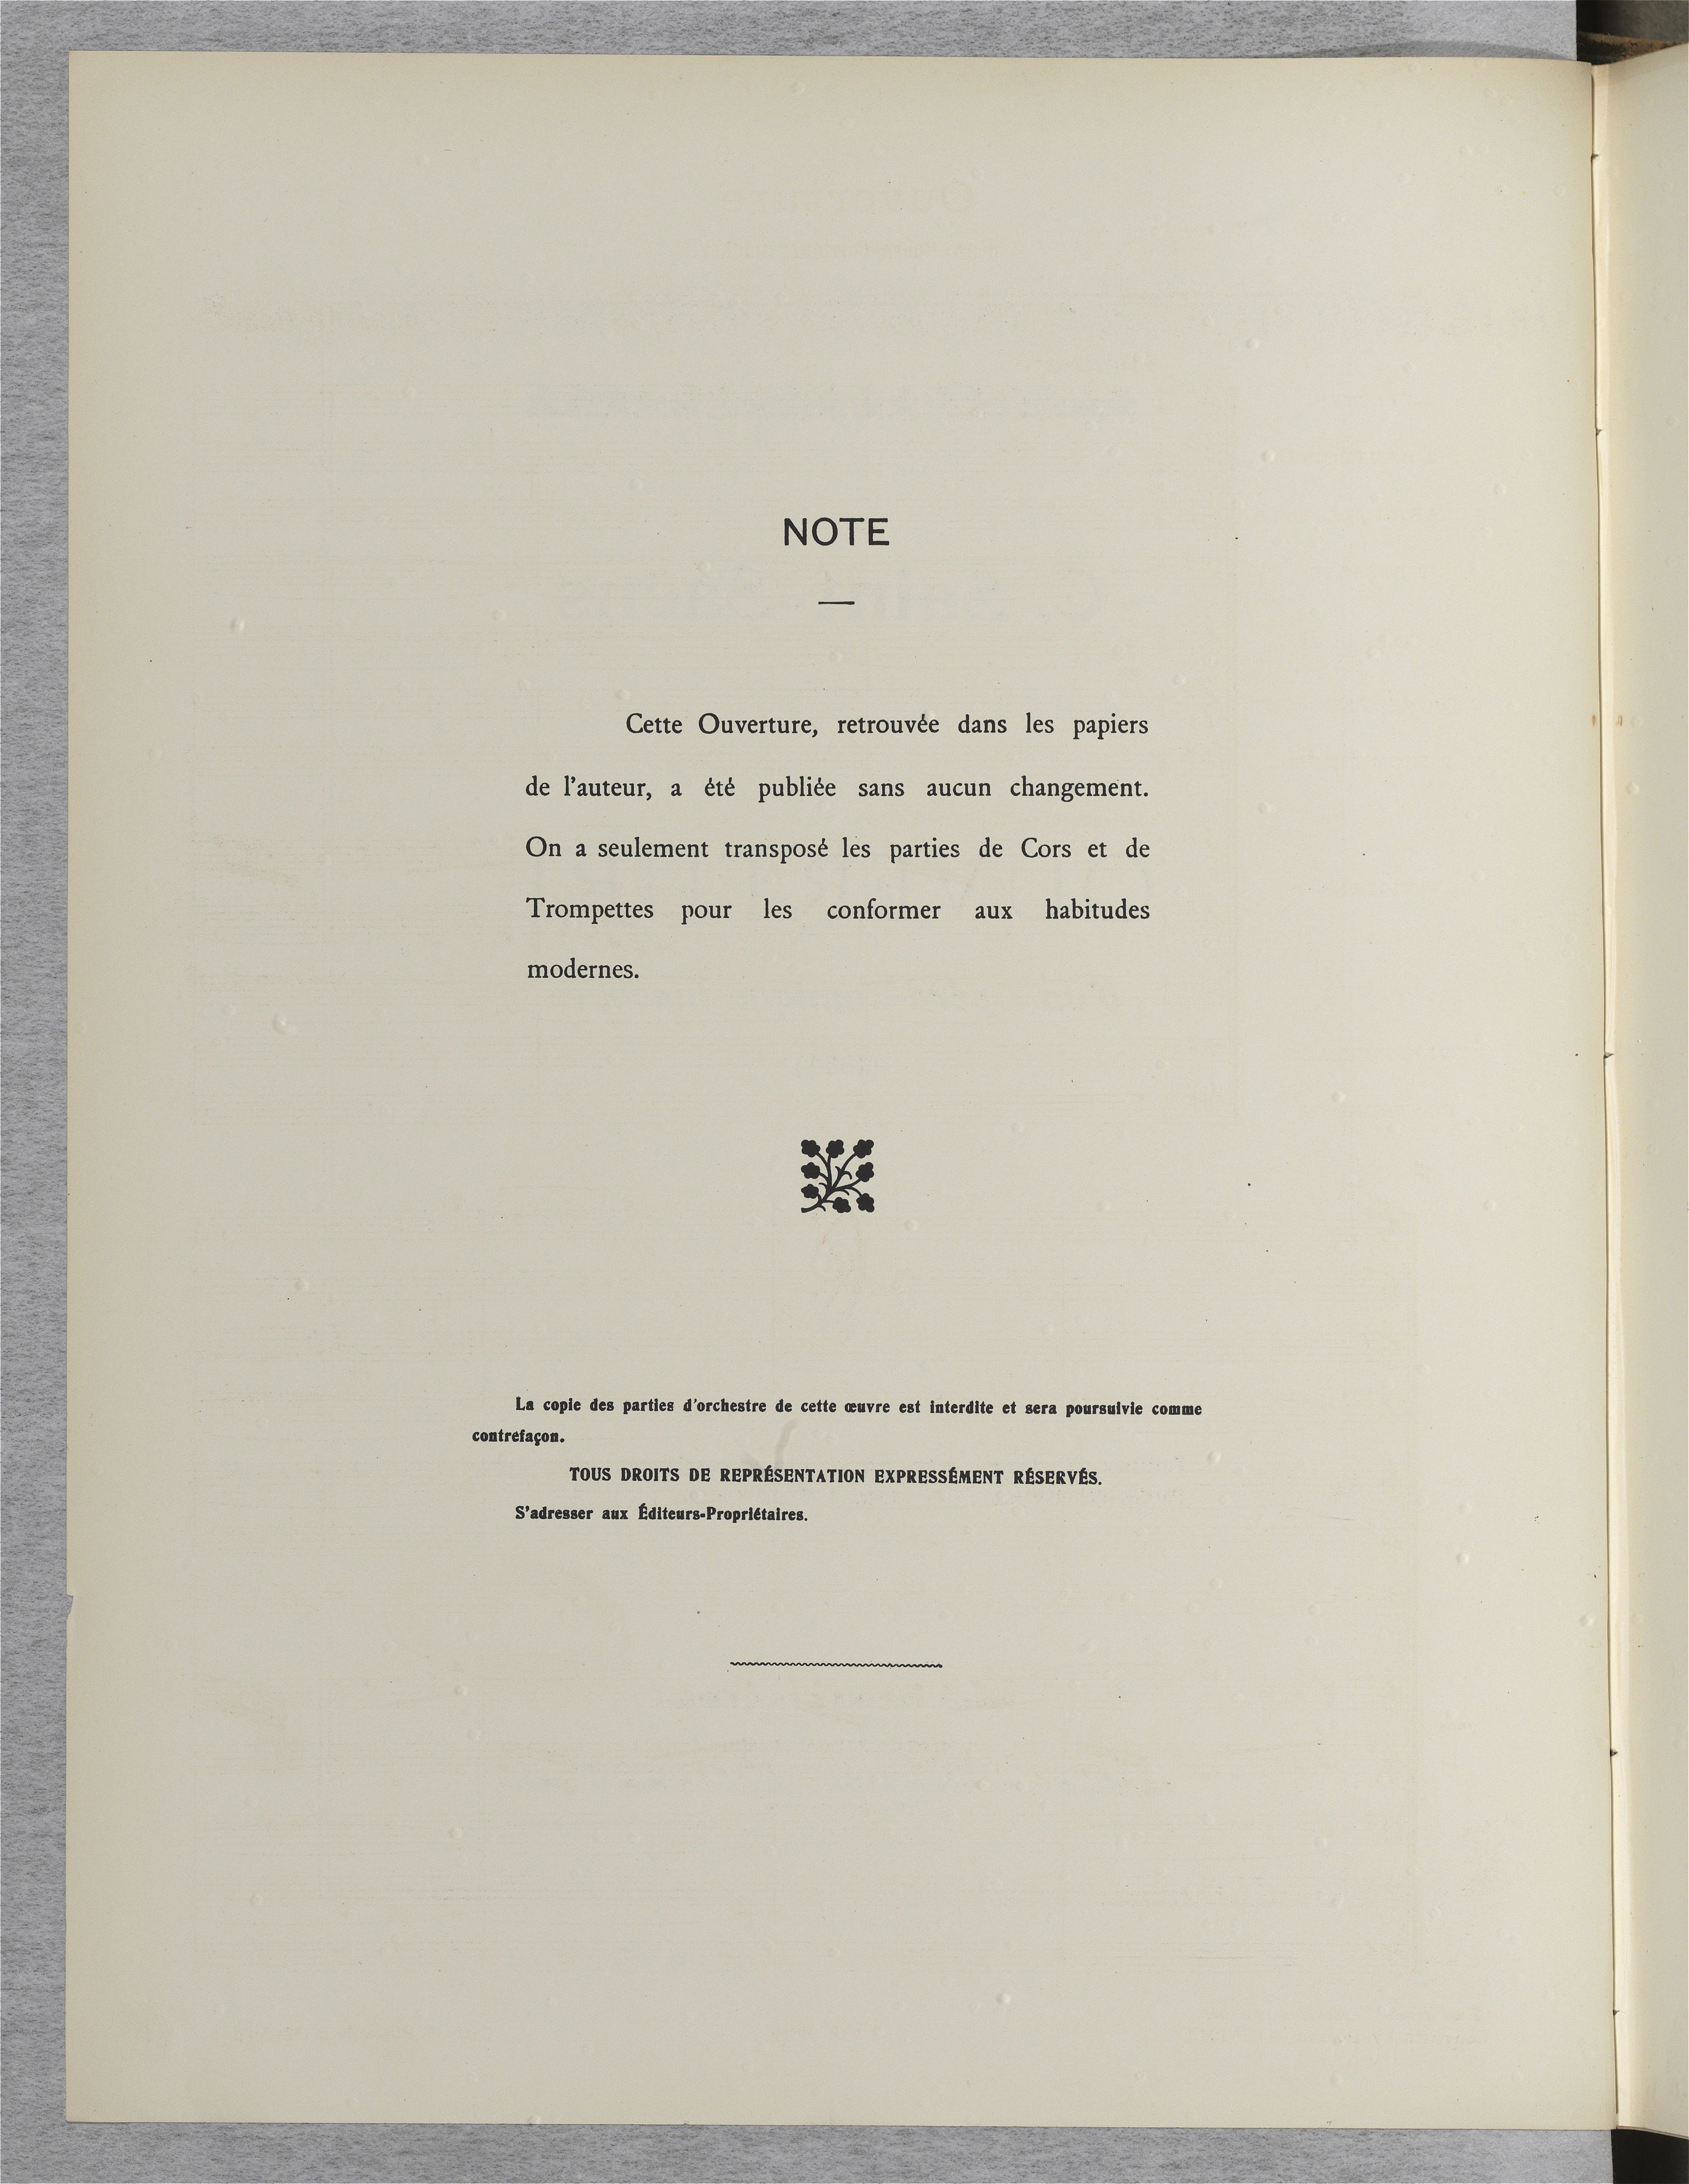 NOTE
Cette Ouverture, retrouvée dans les papiers
de l'auteur, a été publiée sans aucun changement.
On a seulement transposé les parties de Cors et de
Trompettes pour les conformer aux habitudes
modernes.
La copie des parties d'orchestre de cette œuvre est interdite et sera poursuivie comme
contrefaçon.
TOUS DROITS DE REPRÉSENTATION EXPRESSÉMENT RÉSERVÉS.
S'adresser aux Éditeurs-Propriétaires.